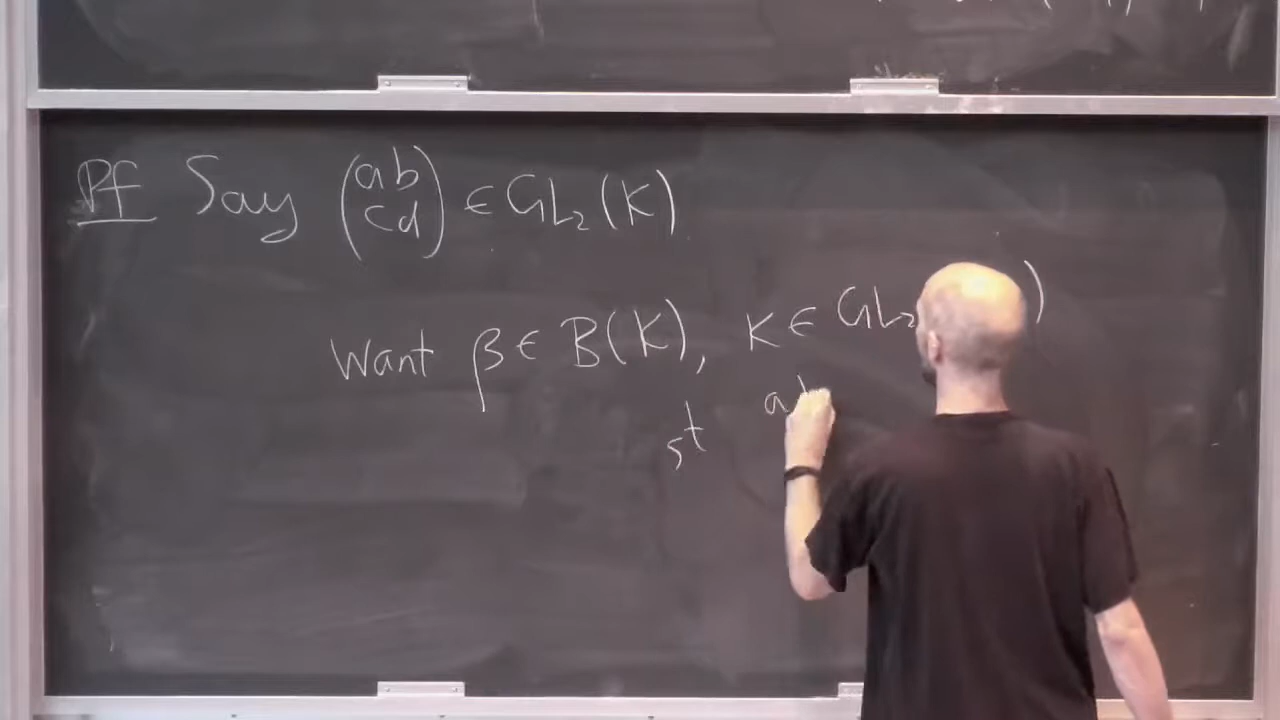 Pf Say (a b
c d) ∈ GL₂(K)
Want β ∈ B(K), κ ∈ GL₂ )
st a